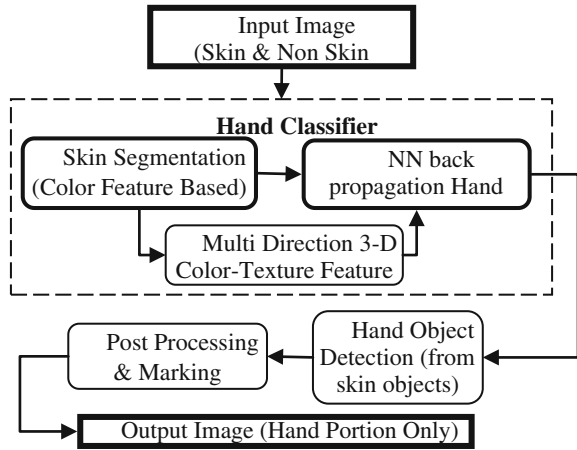 Input Image
(Skin & Non Skin
Hand Classifier
Skin Segmentation
(Color Feature Based)
NN back
propagation Hand
Multi Direction 3-D
Color-Texture Feature
Hand Object
Detection (from
skin objects)
Post Processing
& Marking
Output Image (Hand Portion Only)